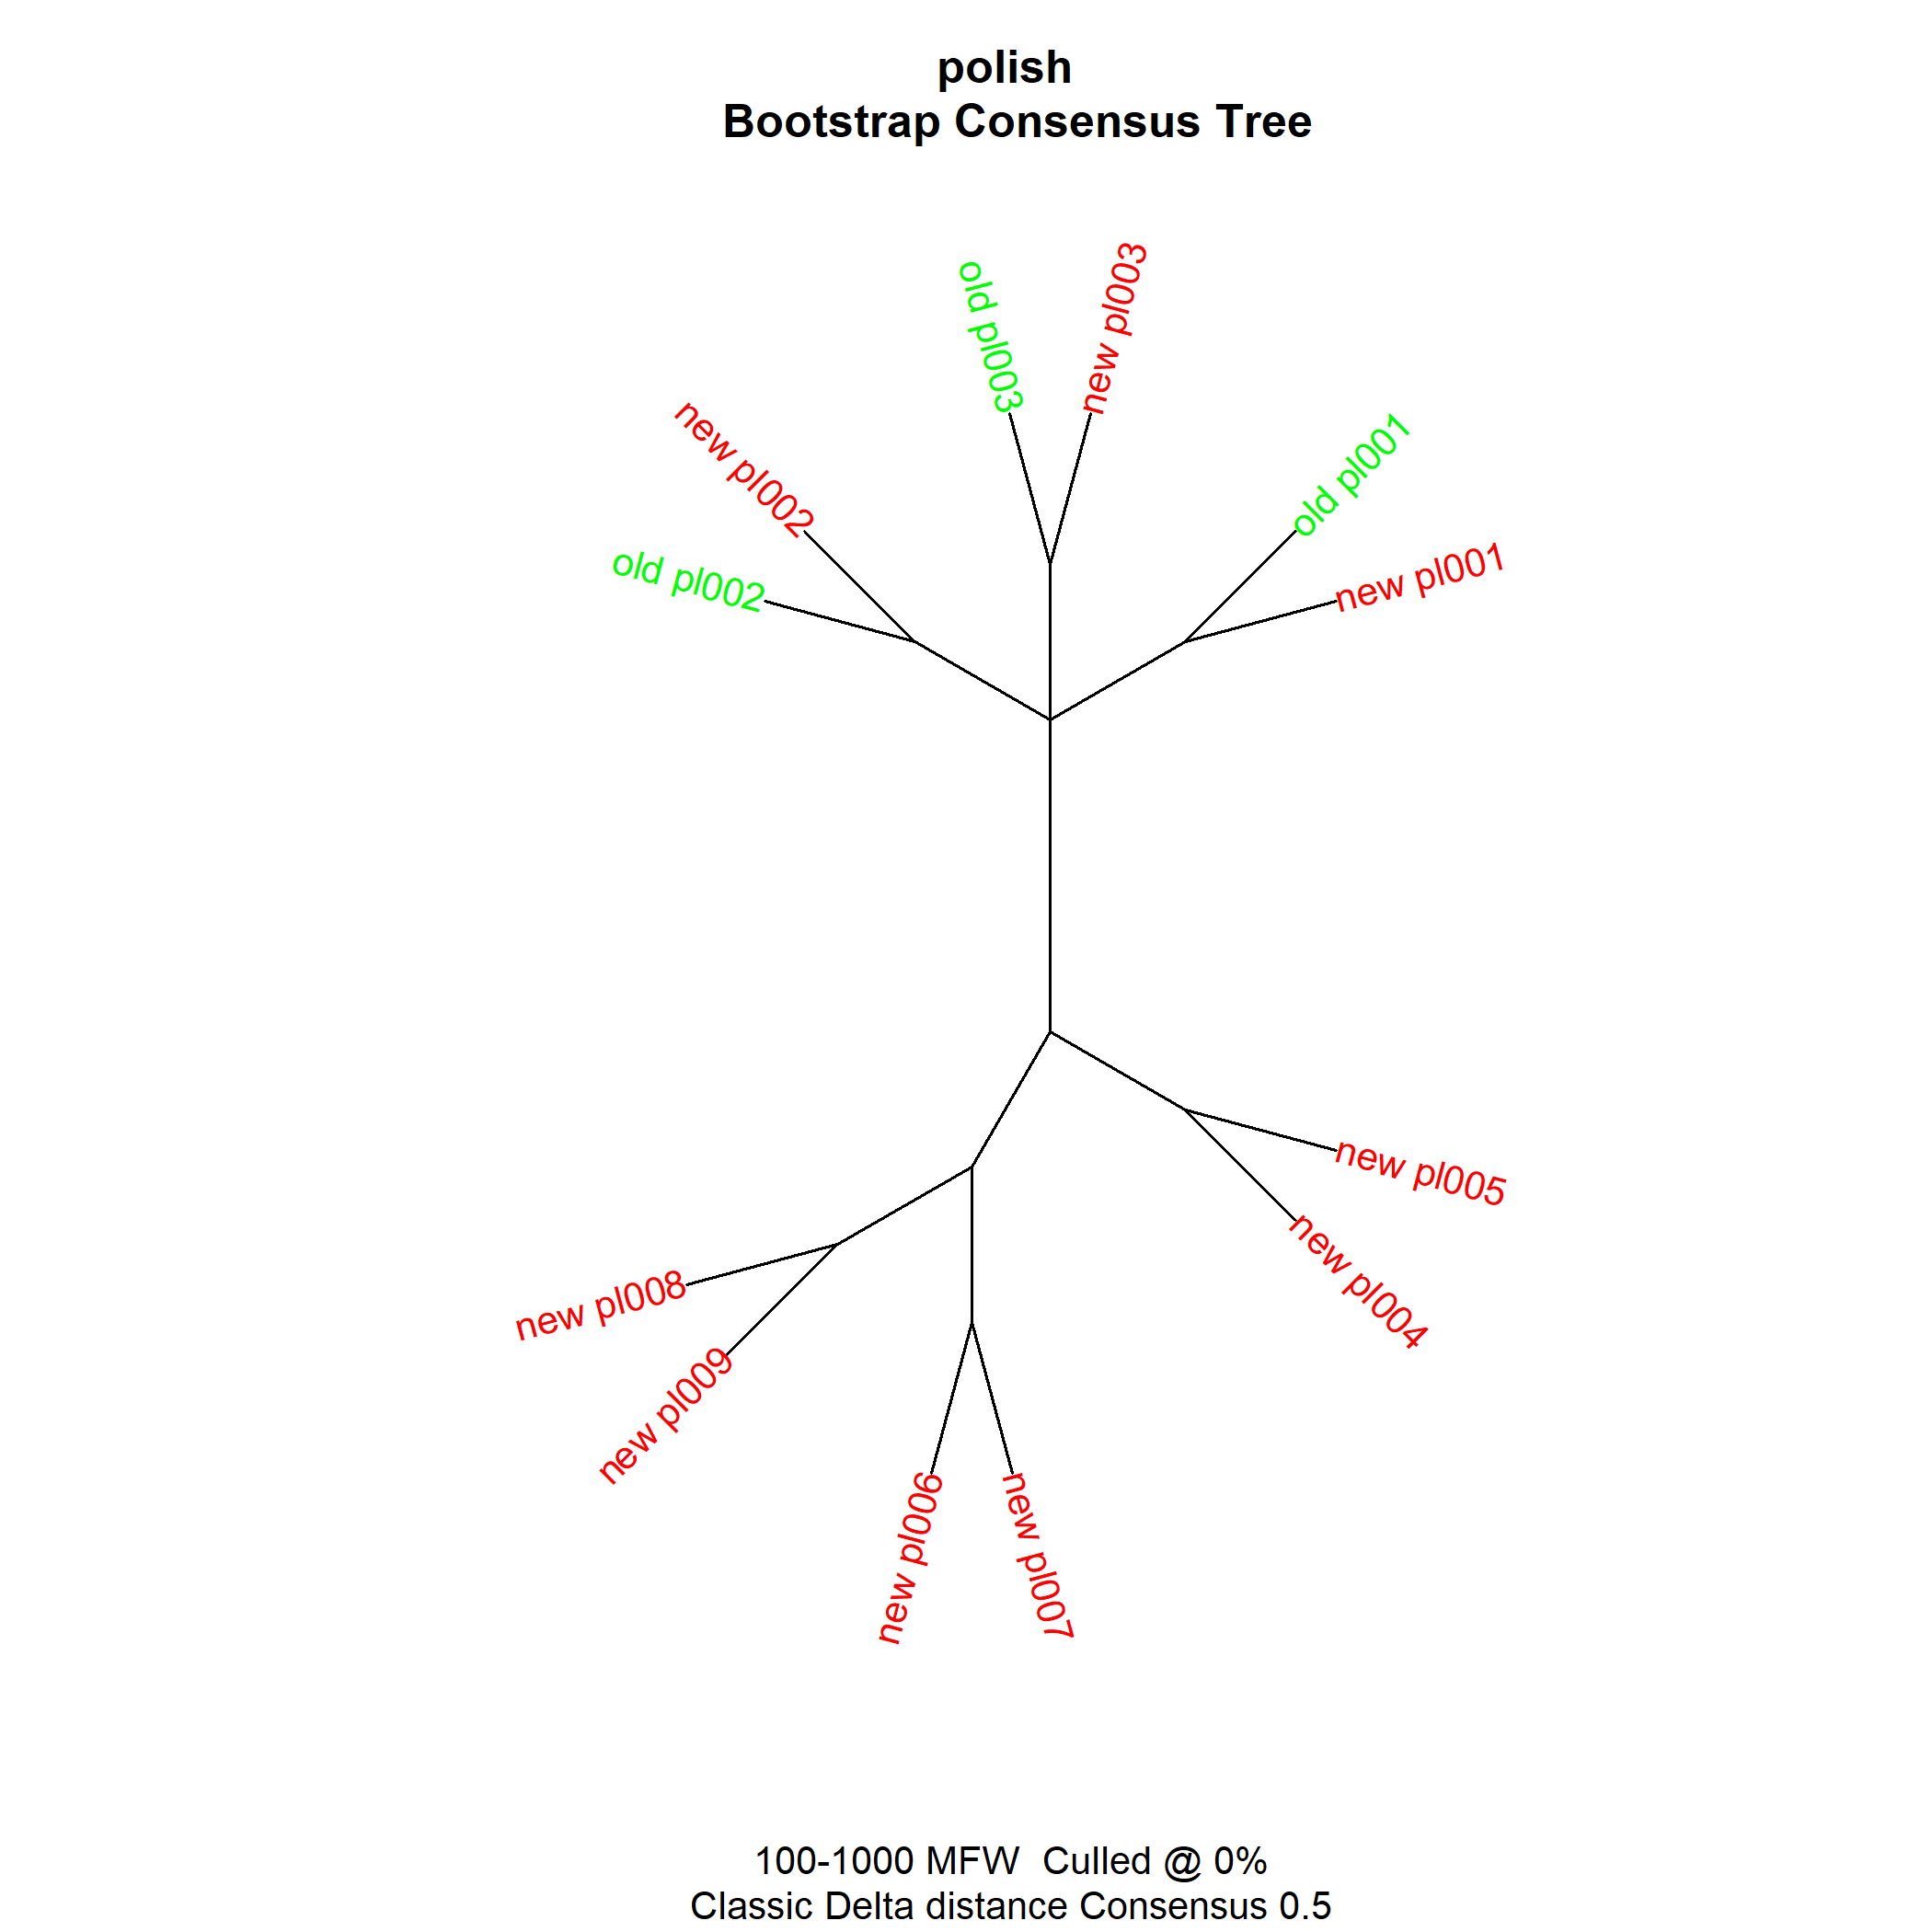 polish
Bootstrap Consensus Tree
old pl003
new pl003
new pl002
old pl001
old pl002
new pl001
new pl005
new pl004
new pl008
new pl009
new pl006
new pl007
100-1000 MFW  Culled @ 0%
Classic Delta distance Consensus 0.5